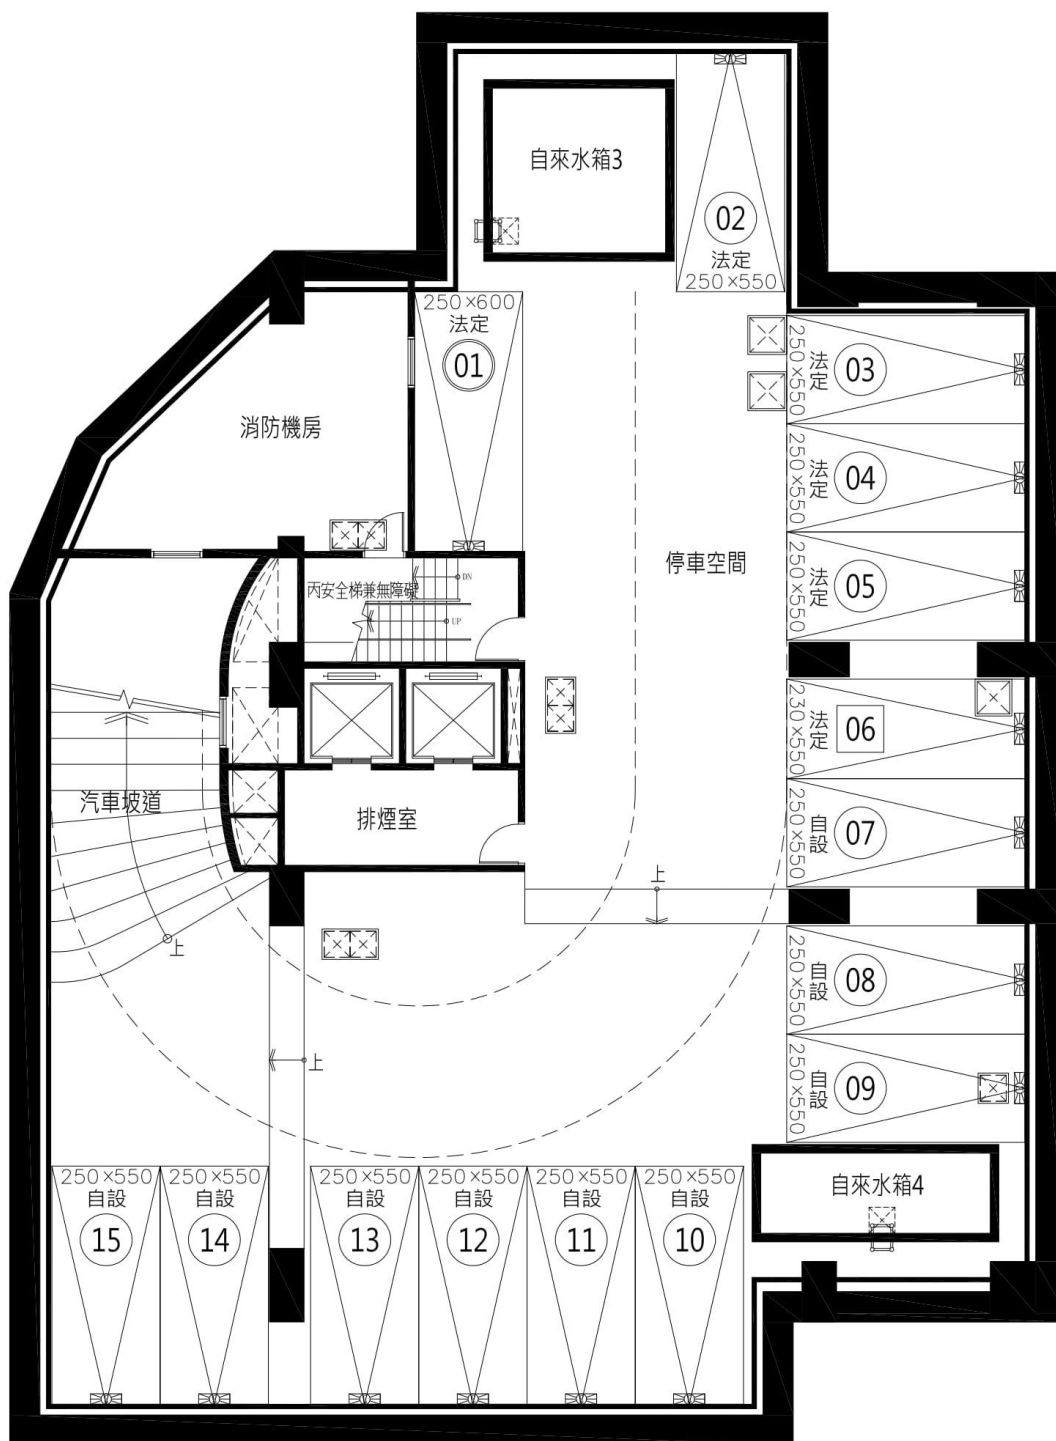 自來水箱3
02
法定
250×550
250×600
法定
01
消防機房
停車空間
250×550
法定
03
250×550
法定
04
250×550
法定
05
丙安全梯兼無障礙
DN
UP
230×550
法定
06
250×550
自設
07
汽車坡道
排煙室
上
上
上
250×550
自設
08
250×550
自設
09
自來水箱4
250×550
自設
15
250×550
自設
14
250×550
自設
13
250×550
自設
12
250×550
自設
11
250×550
自設
10